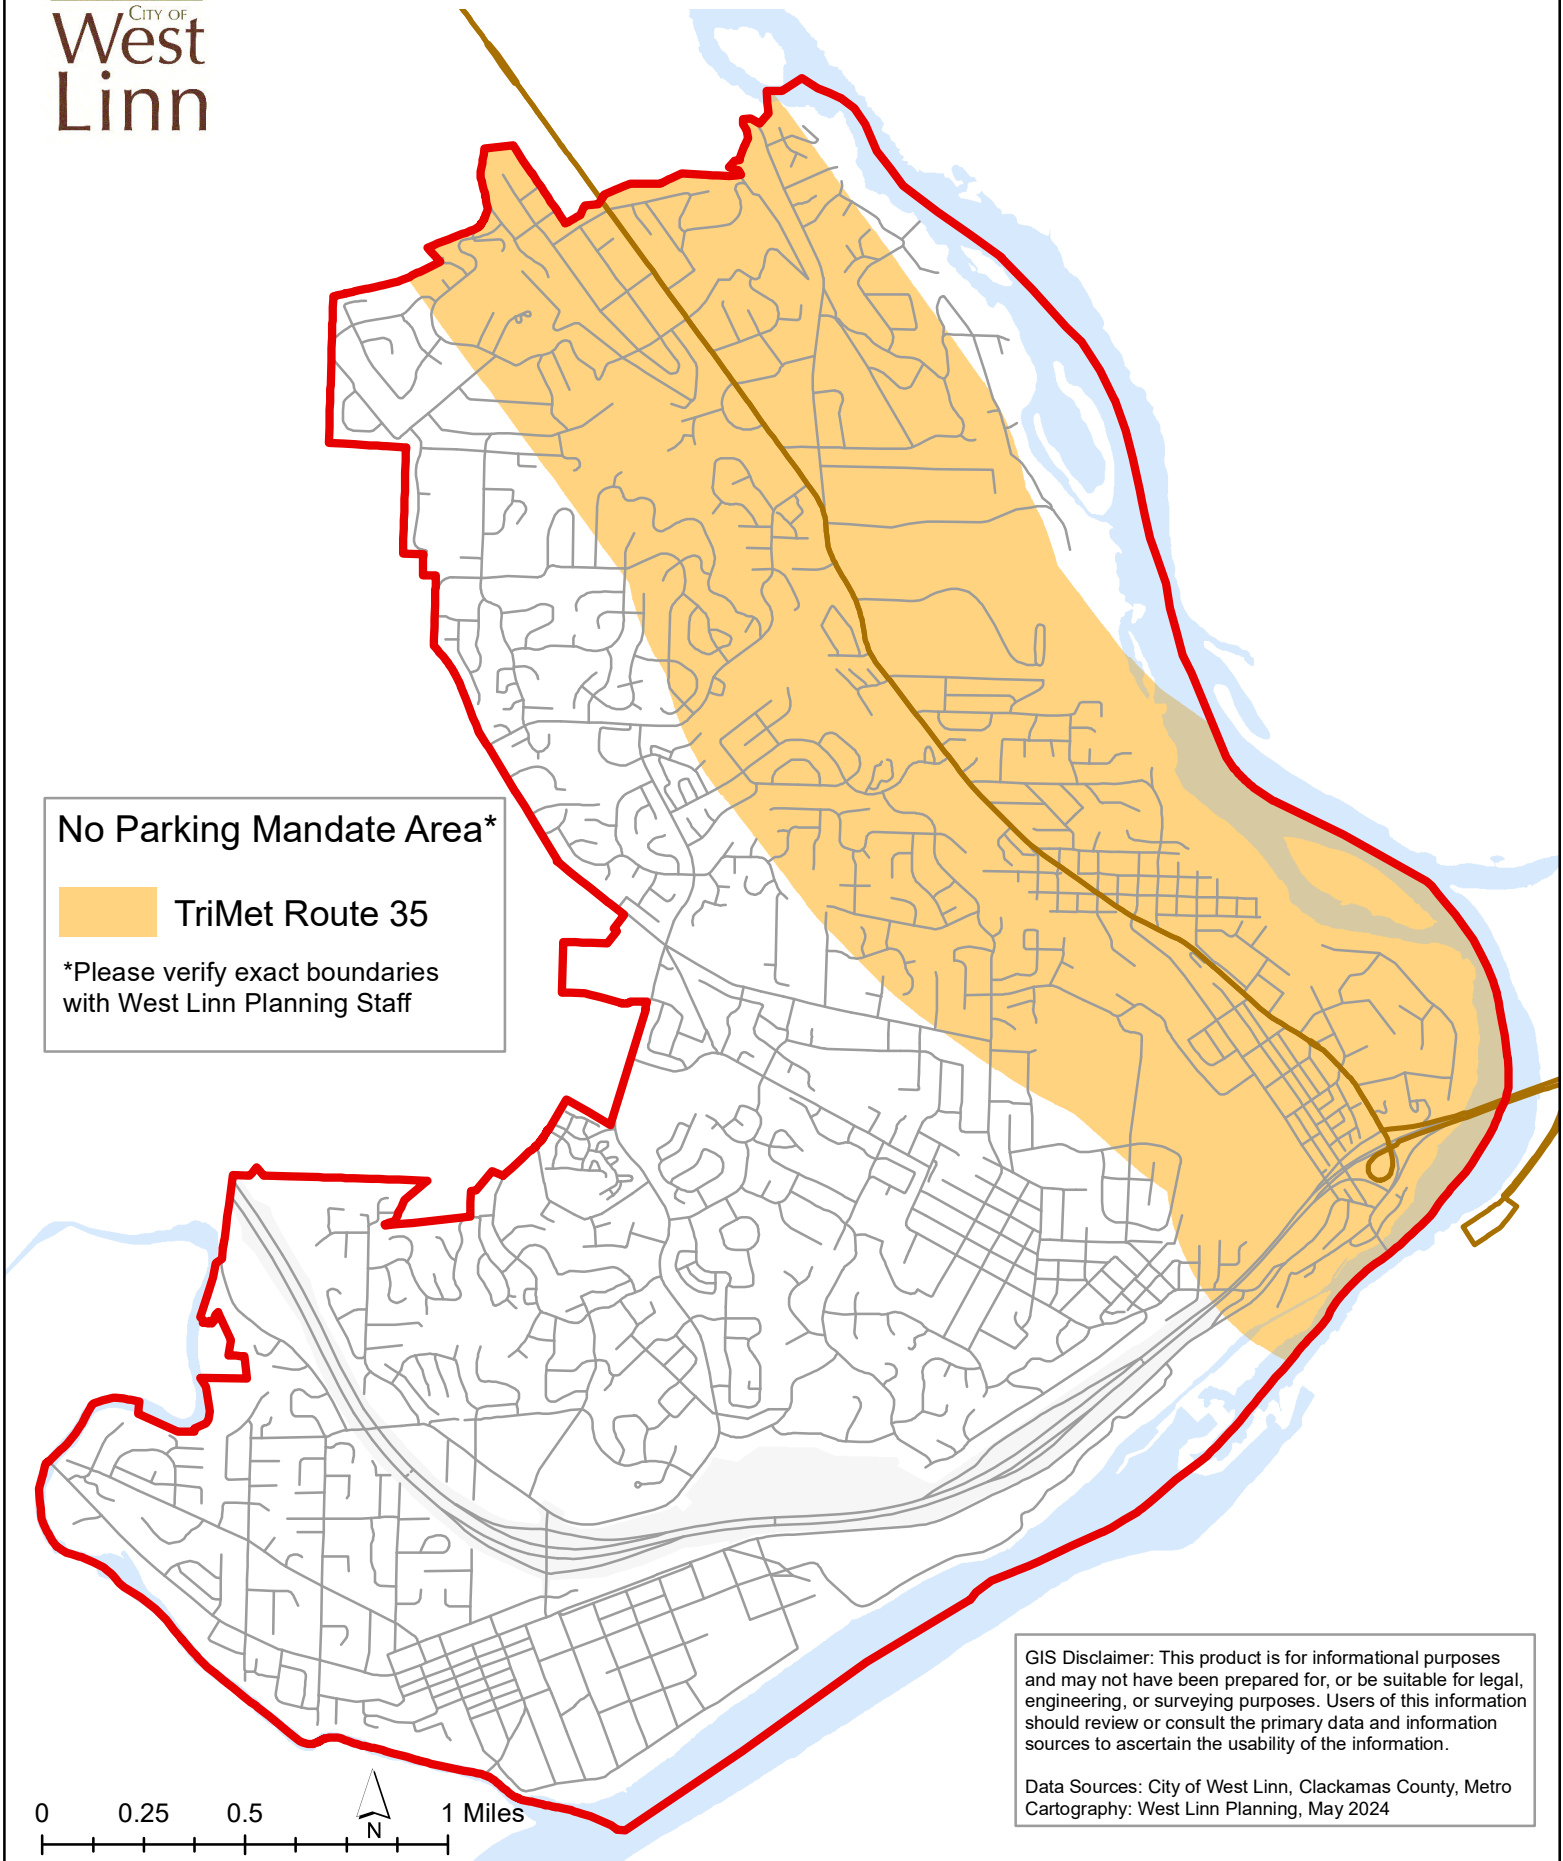 CITY OF
West
Linn
No Parking Mandate Area*
TriMet Route 35
*Please verify exact boundaries
with West Linn Planning Staff
GIS Disclaimer: This product is for informational purposes
and may not have been prepared for, or be suitable for legal,
engineering, or surveying purposes. Users of this information
should review or consult the primary data and information
sources to ascertain the usability of the information.
Data Sources: City of West Linn, Clackamas County, Metro
Cartography: West Linn Planning, May 2024
0 0.25 0.5 1 Miles
N